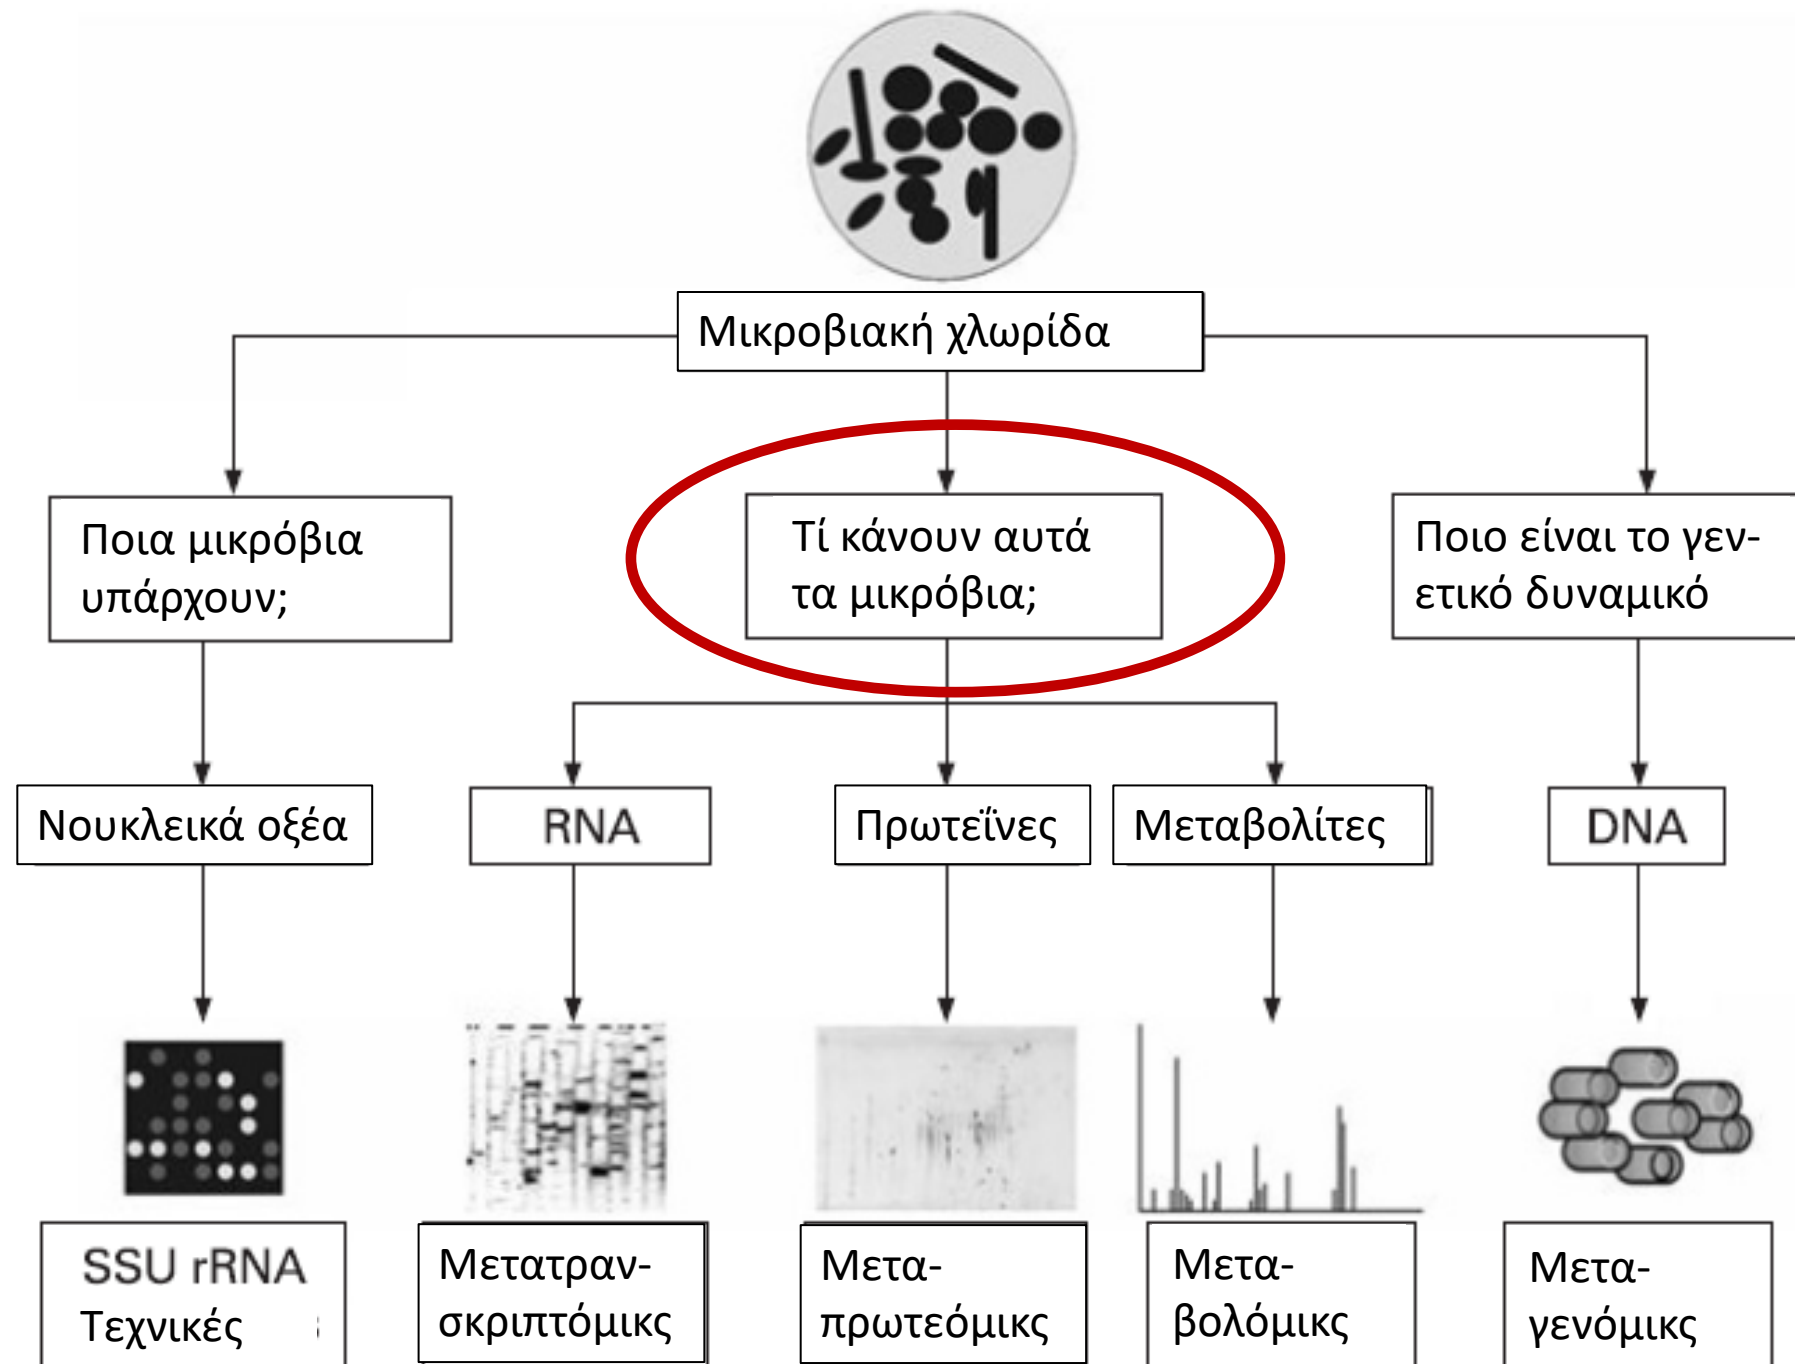 Μικροβιακή χλωρίδα
Ποια μικρόβια
υπάρχουν;
Τί κάνουν αυτά
τα μικρόβια;
Ποιο είναι το γεν-
ετικό δυναμικό
Νουκλεικά οξέα
RNA
Πρωτεΐνες
Μεταβολίτες
DNA
SSU rRNA
Τεχνικές
Μετατραν-
σκριπτόμικς
Μετα-
πρωτεόμικς
Μετα-
βολόμικς
Μετα-
γενόμικς